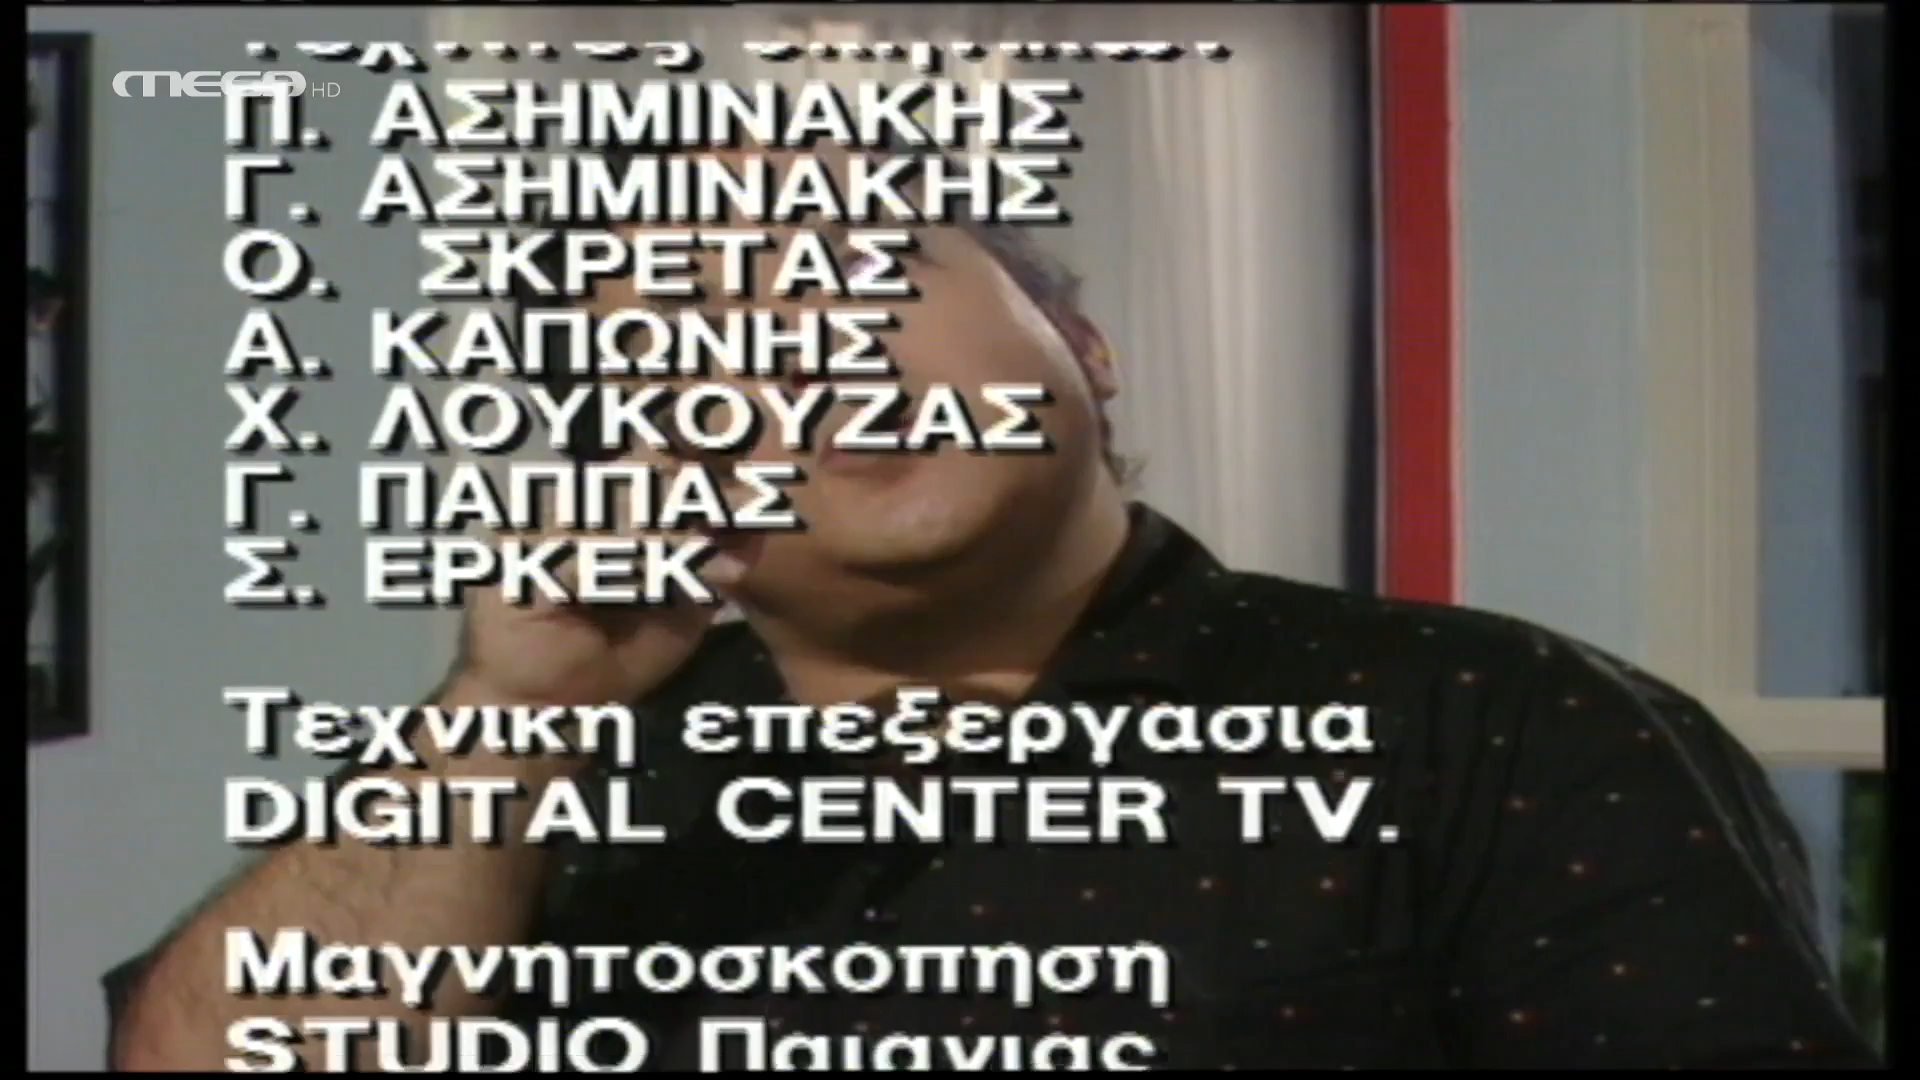 MEGA HD
Π. ΑΣΗΜΙΝΑΚΗΣ
Γ. ΑΣΗΜΙΝΑΚΗΣ
Ο. ΣΚΡΕΤΑΣ
Α. ΚΑΠΩΝΗΣ
Χ. ΛΟΥΚΟΥΖΑΣ
Γ. ΠΑΠΠΑΣ
Σ. ΕΡΚΕΚ
Τεχνικη επεξεργασια
DIGITAL CENTER TV.
Μαγνητοσκοπηση
STUDIO Παιανιας